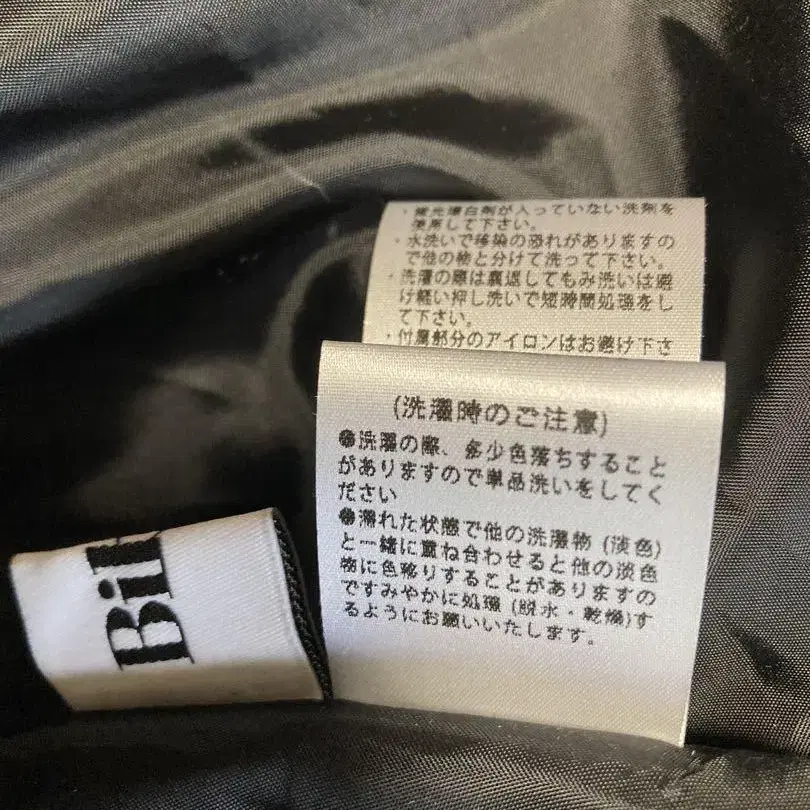 ・蛍光漂白剤が入っていない洗剤を
使用して下さい。
・水洗いで移染の恐れがありますの
で他の物と分けて洗って下さい。
・洗濯の際は裏返してもみ洗いは避
け軽い押し洗いで短時間処理をし
て下さい。
・付属部分のアイロンはお避け下さ
(洗濯時のご注意)
●洗濯の際、多少色落ちすること
がありますので単品洗いをしてく
ださい
●濡れた状態で他の洗濯物(淡色)
と一緒に重ね合わせると他の淡色
物に色移りすることがありますの
ですみやかに処理(脱水・乾燥)す
るようにお願いいたします。